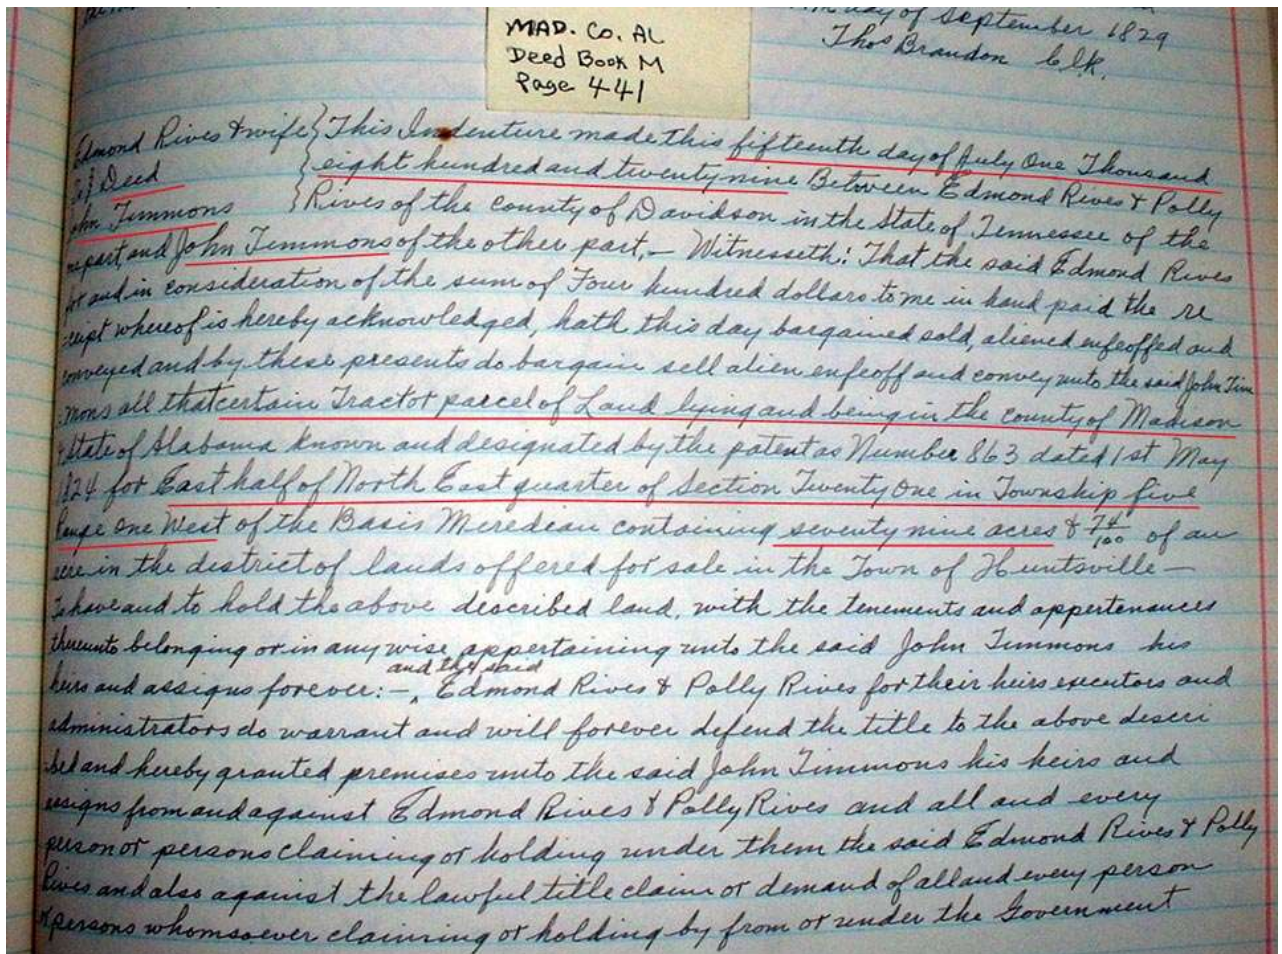 day of September 1829
Thos Brandon Clk.
MAD. Co. AL
Deed Book M
Page 441
Edmond Rives & wife } This Indenture made this fifteenth day of July One Thousand
To } Deed } eight hundred and twenty nine Between Edmond Rives & Polly
John Timmons } Rives of the county of Davidson in the State of Tennessee of the
ne part, and John Timmons of the other part, – Witnesseth: That the said Edmond Rives
for and in consideration of the sum of Four hundred dollars to me in hand paid the re
=ceipt whereof is hereby acknowledged, hath this day bargained sold, aliened enfeoffed and
conveyed and by these presents do bargain sell alien enfeoff and convey unto the said John Tim
=mons all that certain Tract or parcel of Land lying and being in the county of Madison
& State of Alabama known and designated by the patent as Number 863 dated 1st May
1824 for East half of North East quarter of Section Twenty One in Township five
Range One West of the Basis Meredian containing seventy nine acres & 74/100 of an
acre in the district of lands offered for sale in the Town of Huntsville –
To have and to hold the above described land, with the tenements and appertenances
thereunto belonging or in any wise appertaining unto the said John Timmons his
heirs and assigns forever: – and they said Edmond Rives & Polly Rives for their heirs executors and
administrators do warrant and will forever defend the title to the above descri
=bed and hereby granted premises unto the said John Timmons his heirs and
assigns from and against Edmond Rives & Polly Rives and all and every
person or persons claiming or holding under them the said Edmond Rives & Polly
Rives and also against the lawful title claim or demand of all and every person
or persons whomsoever claiming or holding by from or under the Government